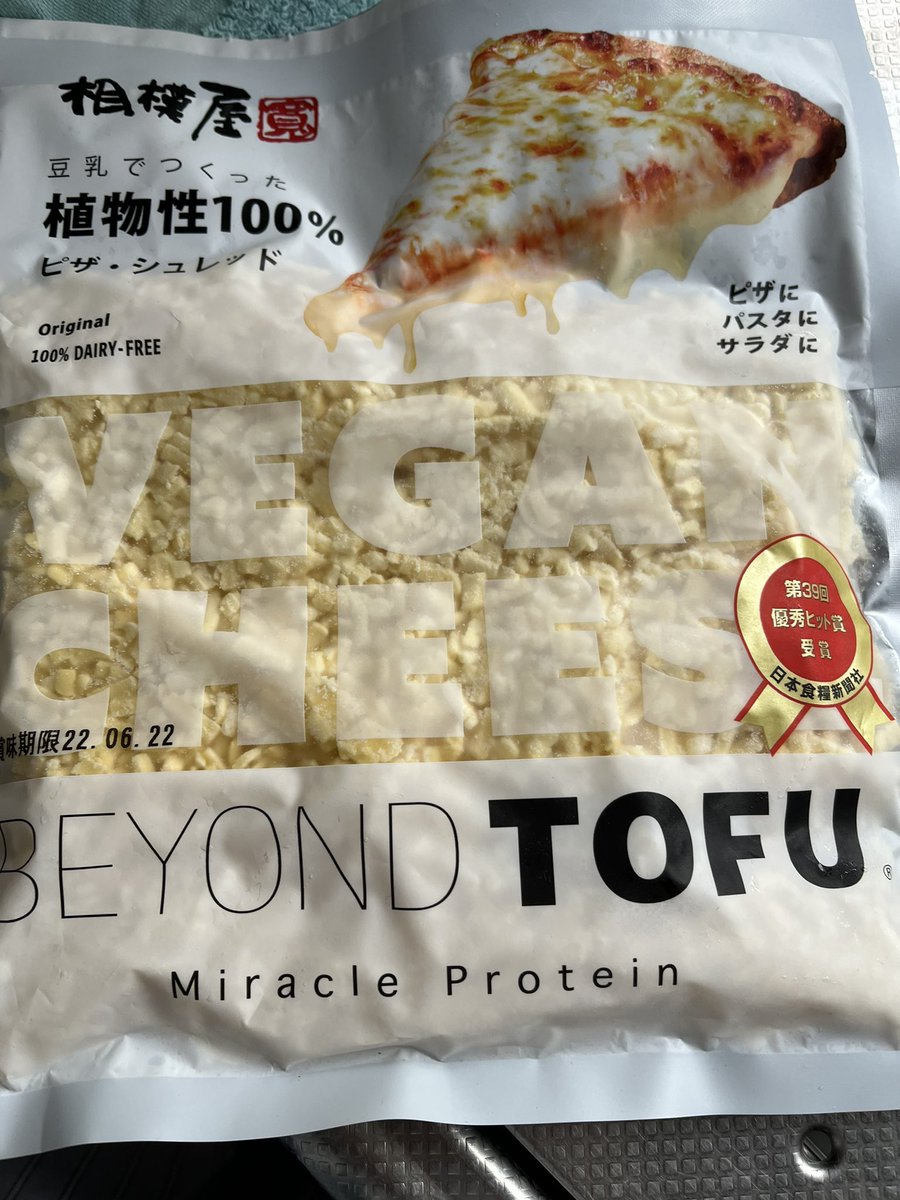 相模屋
豆乳でつくった
植物性100%
ピザ・シュレッド
Original
100% DAIRY-FREE
ピザに
パスタに
サラダに
VEGAN
CHEESE
第39回
優秀ヒット賞
受賞
日本食糧新聞社
賞味期限22.06.22
BEYOND TOFU®
Miracle Protein